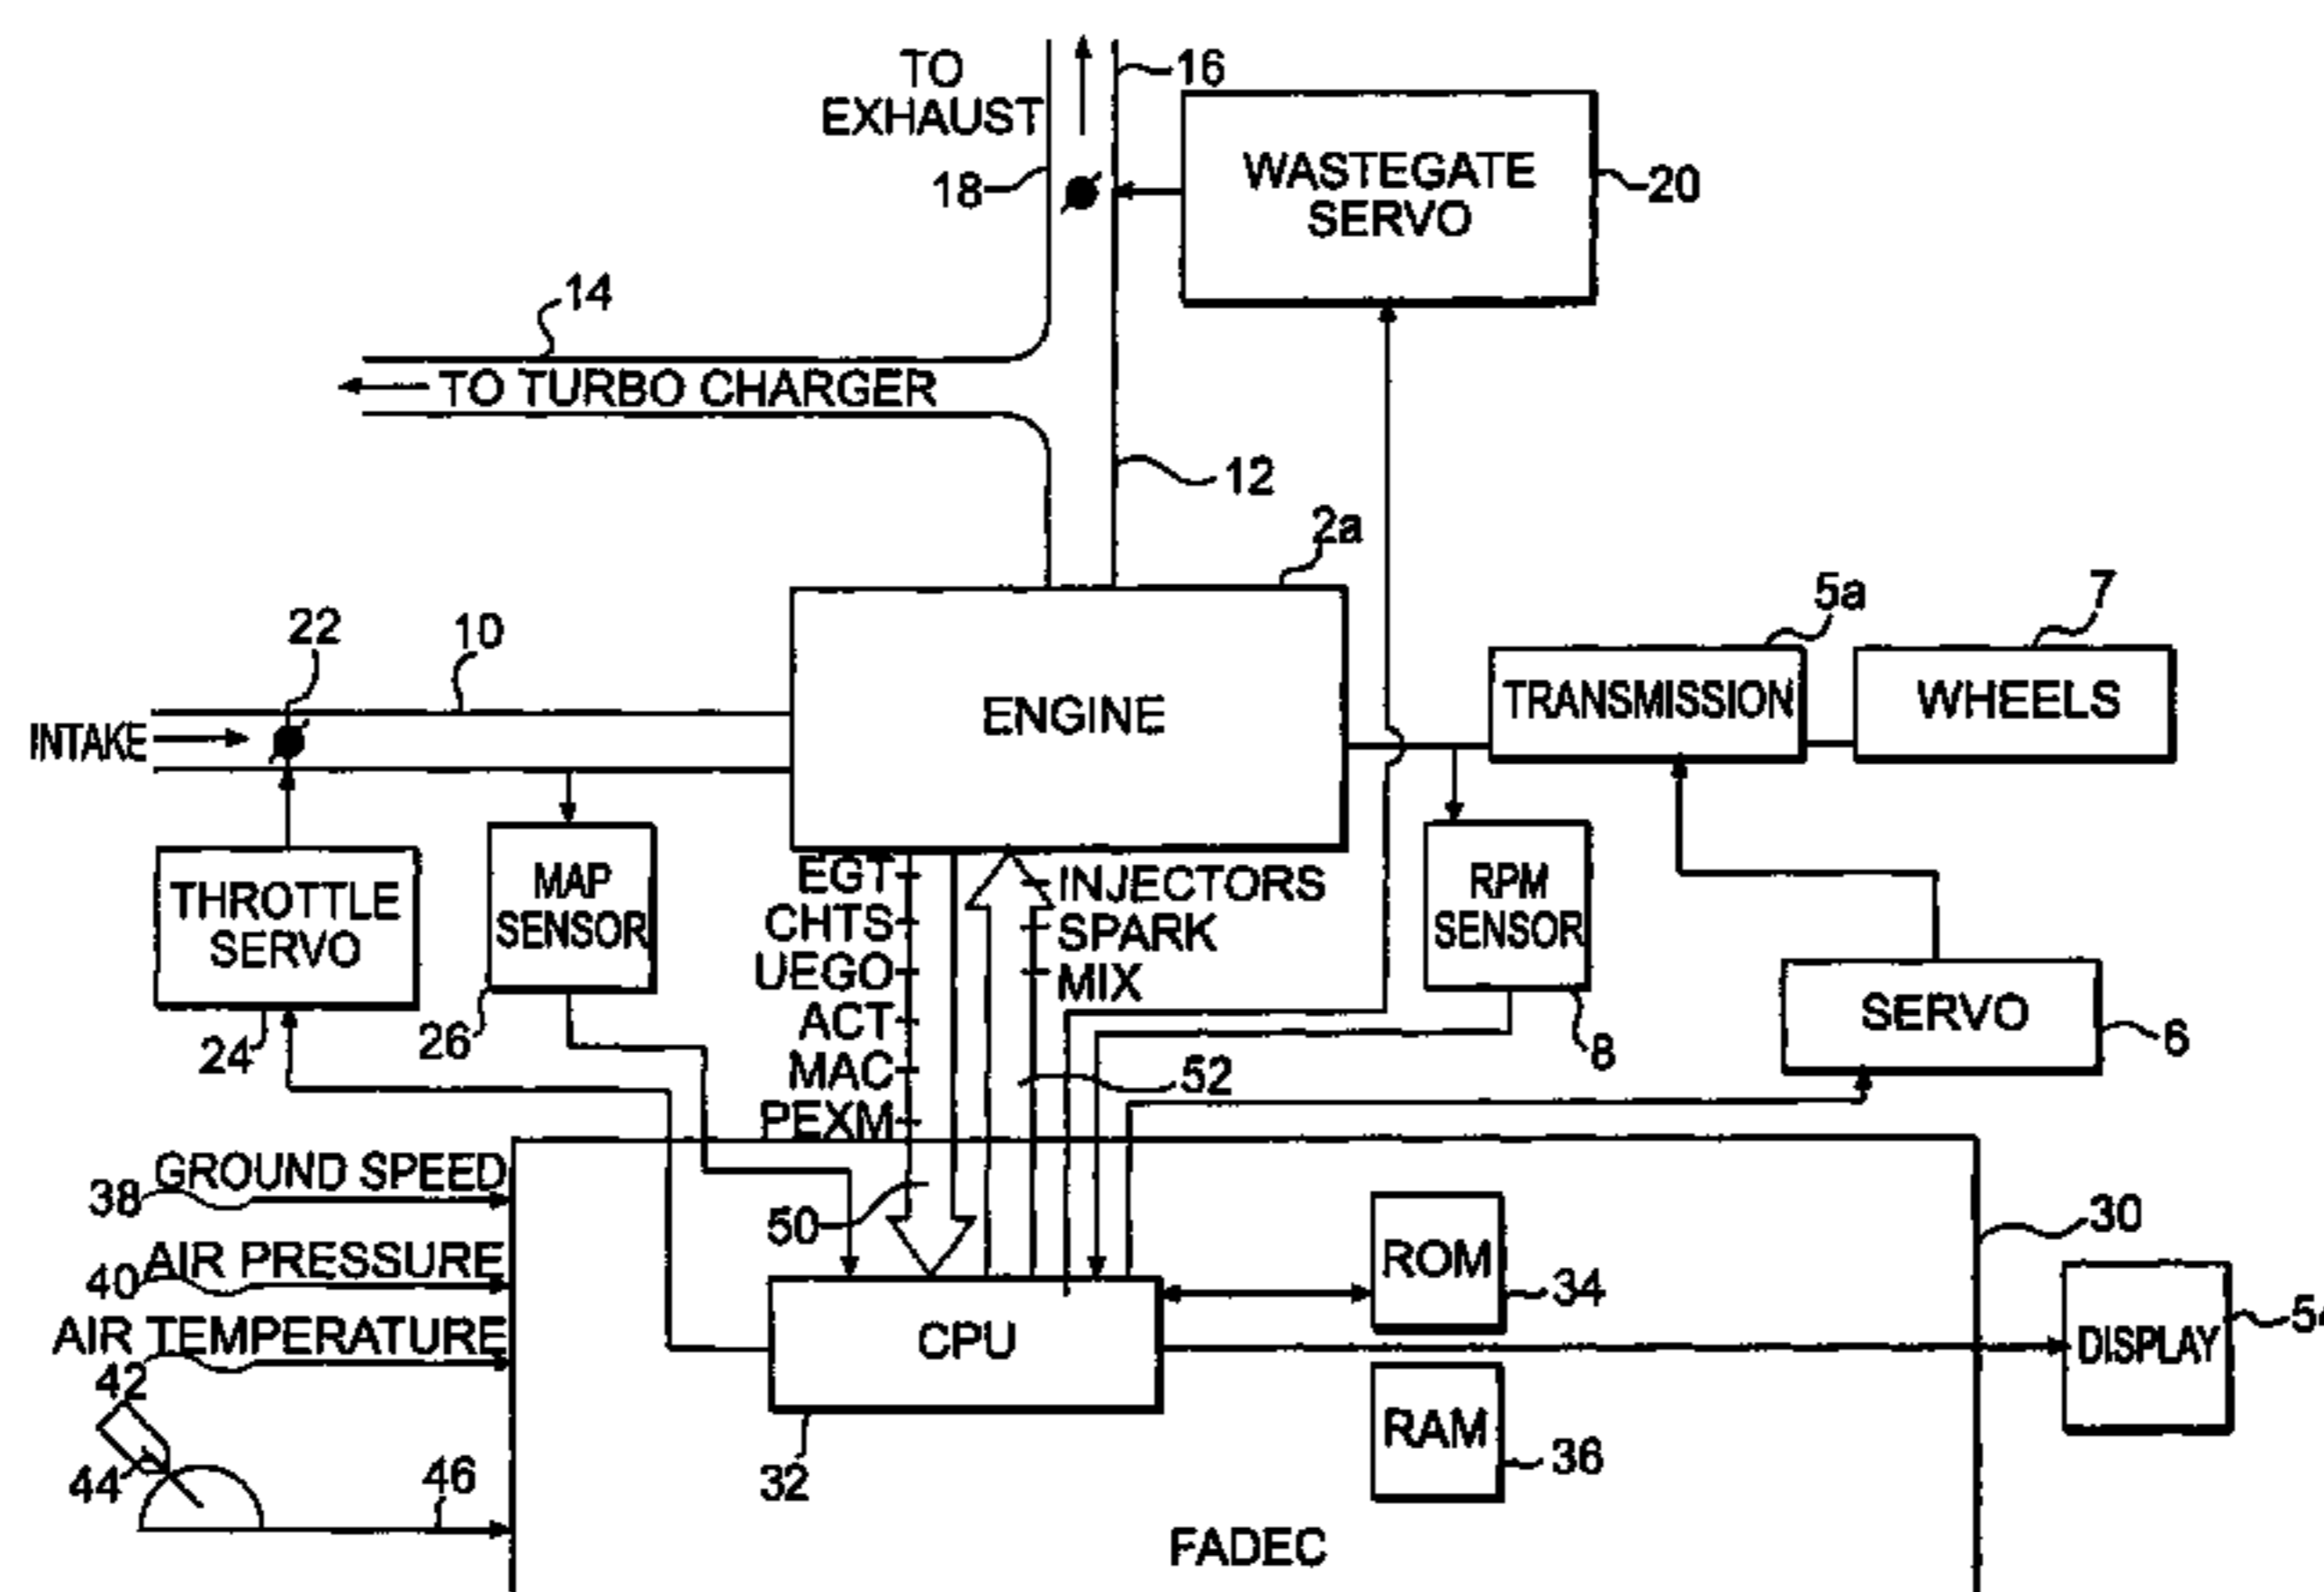 TO
EXHAUST
16
18
WASTEGATE
SERVO
20
14
TO TURBO CHARGER
12
2a
5a
7
22
10
INTAKE
ENGINE
TRANSMISSION
WHEELS
THROTTLE
SERVO
MAP
SENSOR
EGT
CHTS
UEGO
ACT
MAC
PEXM
INJECTORS
SPARK
MIX
RPM
SENSOR
SERVO
24
26
52
8
6
GROUND SPEED
38
AIR PRESSURE
40
AIR TEMPERATURE
42
44
46
50
CPU
32
ROM
34
RAM
36
30
DISPLAY
FADEC